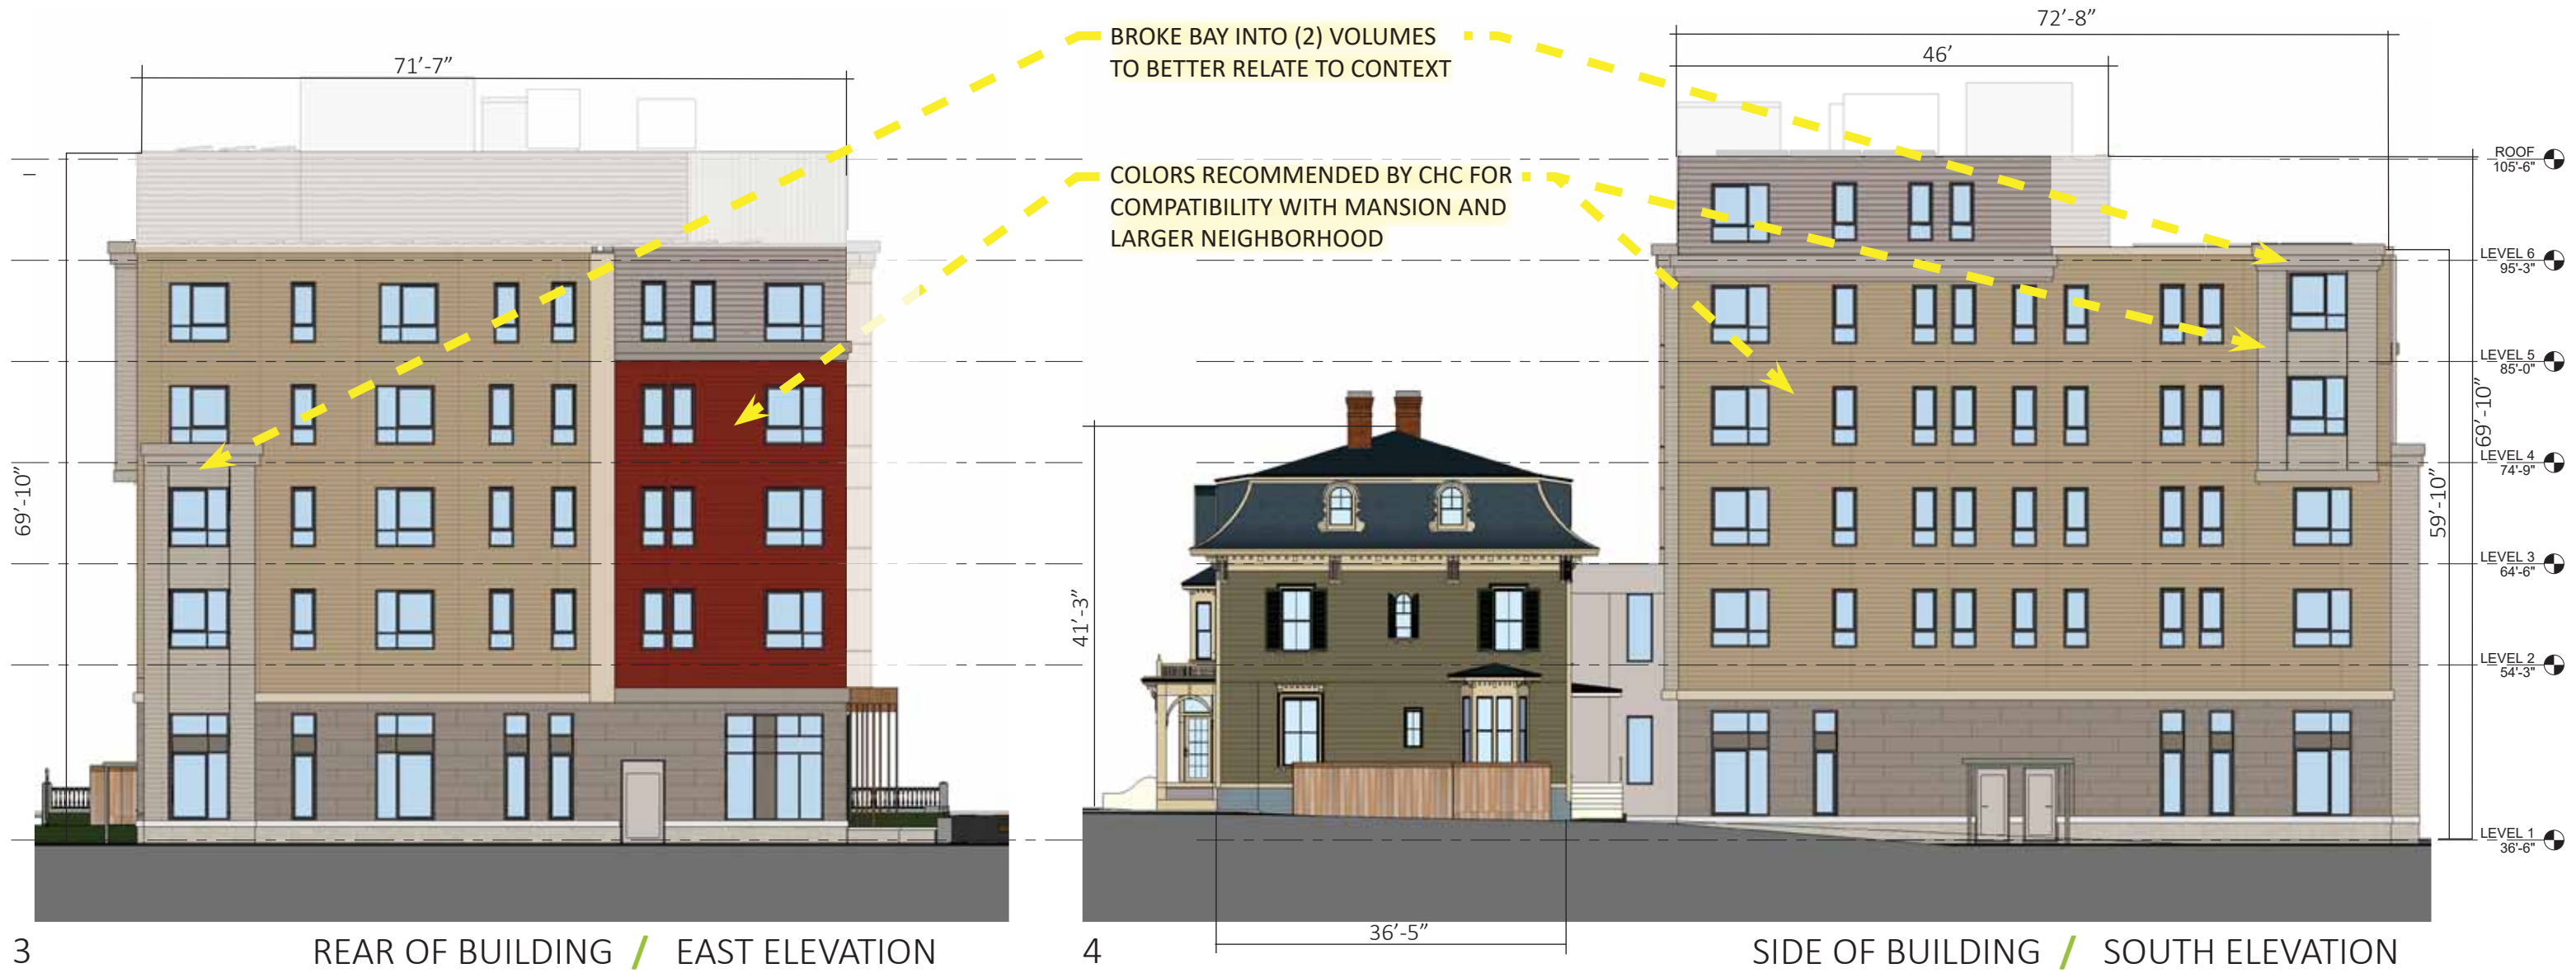 72’-8”
BROKE BAY INTO (2) VOLUMES
TO BETTER RELATE TO CONTEXT
71’-7”
46’
COLORS RECOMMENDED BY CHC FOR
COMPATIBILITY WITH MANSION AND
LARGER NEIGHBORHOOD
ROOF
105'-6"
LEVEL 6
95'-3"
LEVEL 5
85'-0"
69’-10”
LEVEL 4
74'-9"
69’-10”
59’-10”
LEVEL 3
64'-6"
41’-3”
LEVEL 2
54'-3"
LEVEL 1
36'-6"
36’-5”
3
REAR OF BUILDING / EAST ELEVATION
4
SIDE OF BUILDING / SOUTH ELEVATION